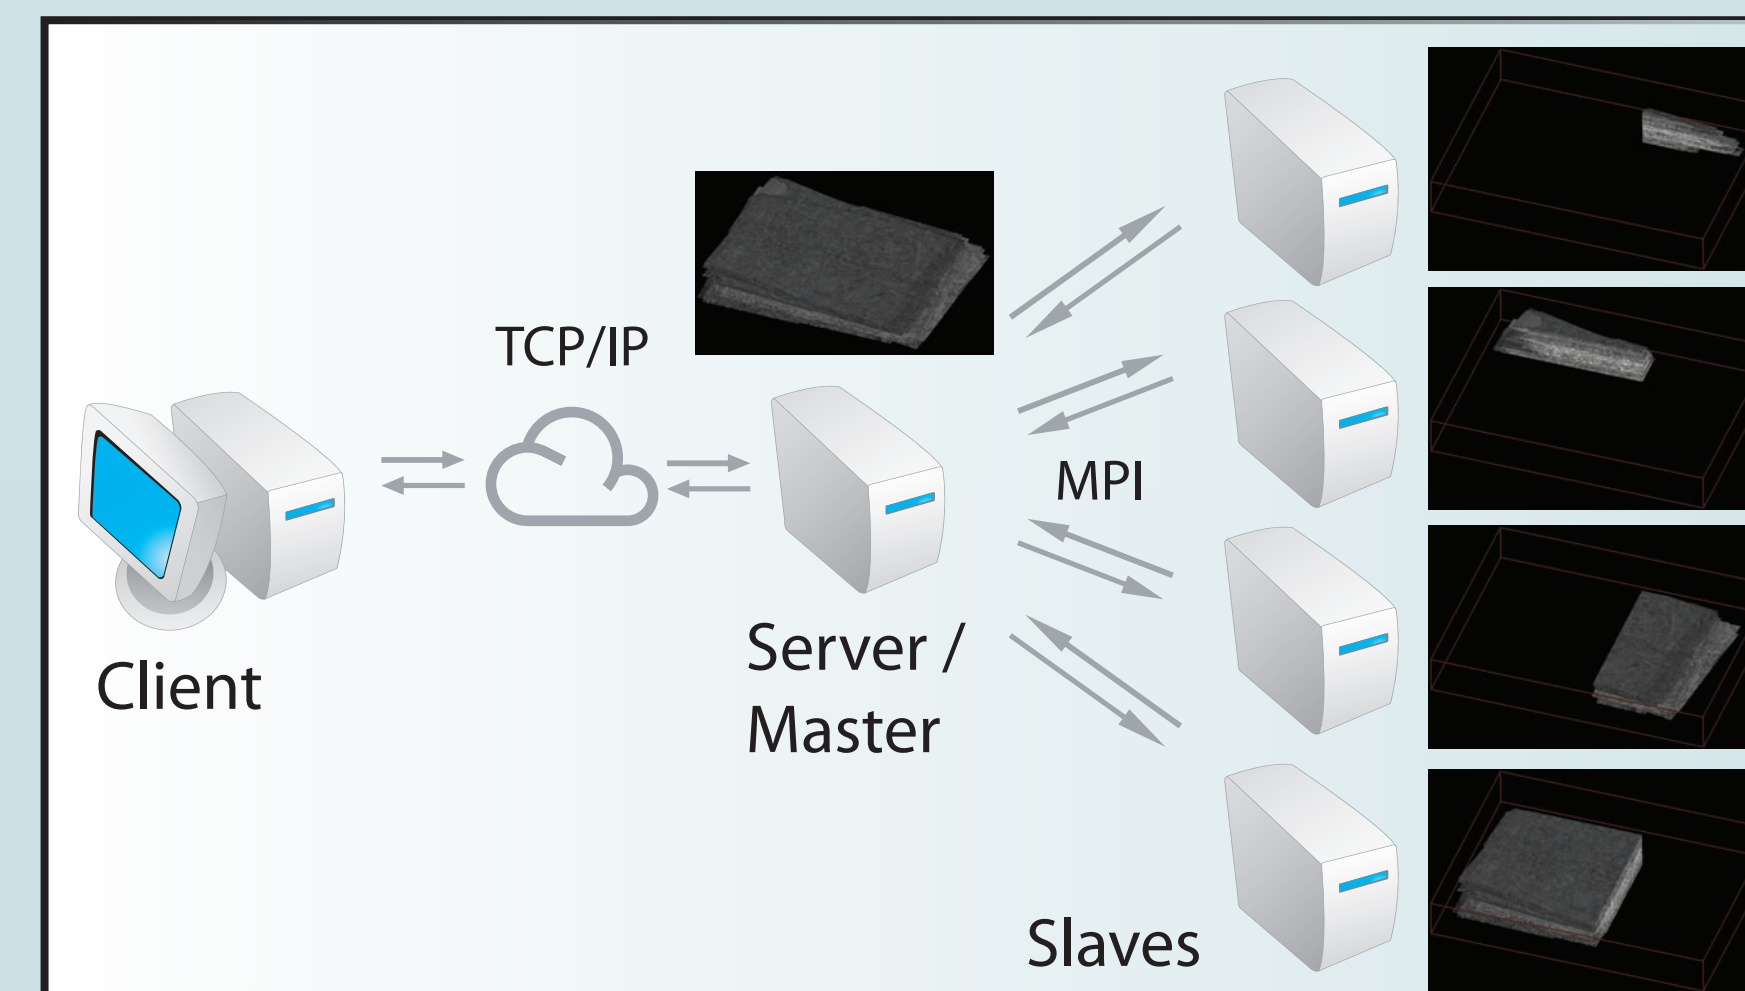 TCP/IP
MPI
Client
Server /
Master
Slaves